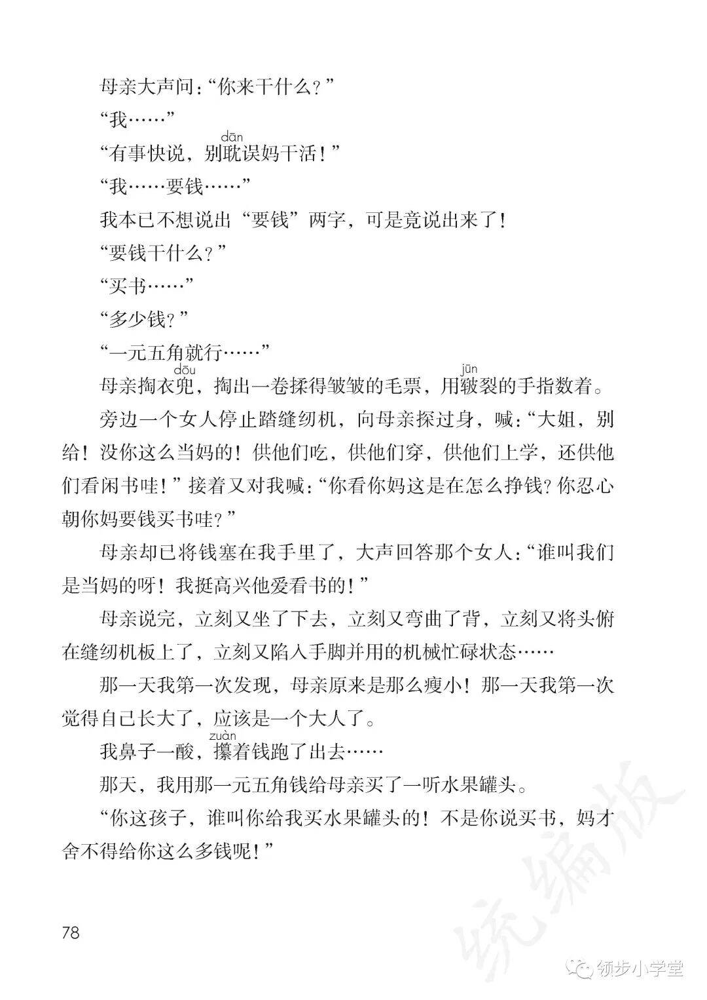 母亲大声问：“你来干什么？”
“我……”
dān
“有事快说，别耽误妈干活！”
“我……要钱……”
我本已不想说出“要钱”两字，可是竟说出来了！
“要钱干什么？”
“买书……”
“多少钱？”
“一元五角就行……”
dōu jūn
母亲掏衣兜，掏出一卷揉得皱皱的毛票，用皲裂的手指数着。
旁边一个女人停止踏缝纫机，向母亲探过身，喊：“大姐，别
给！没你这么当妈的！供他们吃，供他们穿，供他们上学，还供他
们看闲书哇！”接着又对我喊：“你看你妈这是在怎么挣钱？你忍心
朝你妈要钱买书哇？”
母亲却已将钱塞在我手里了，大声回答那个女人：“谁叫我们
是当妈的呀！我挺高兴他爱看书的！”
母亲说完，立刻又坐了下去，立刻又弯曲了背，立刻又将头俯
在缝纫机板上了，立刻又陷入手脚并用的机械忙碌状态……
那一天我第一次发现，母亲原来是那么瘦小！那一天我第一次
觉得自己长大了，应该是一个大人了。
zuàn
我鼻子一酸，攥着钱跑了出去……
那天，我用那一元五角钱给母亲买了一听水果罐头。
“你这孩子，谁叫你给我买水果罐头的！不是你说买书，妈才
舍不得给你这么多钱呢！”
统编版
78
领步小学堂